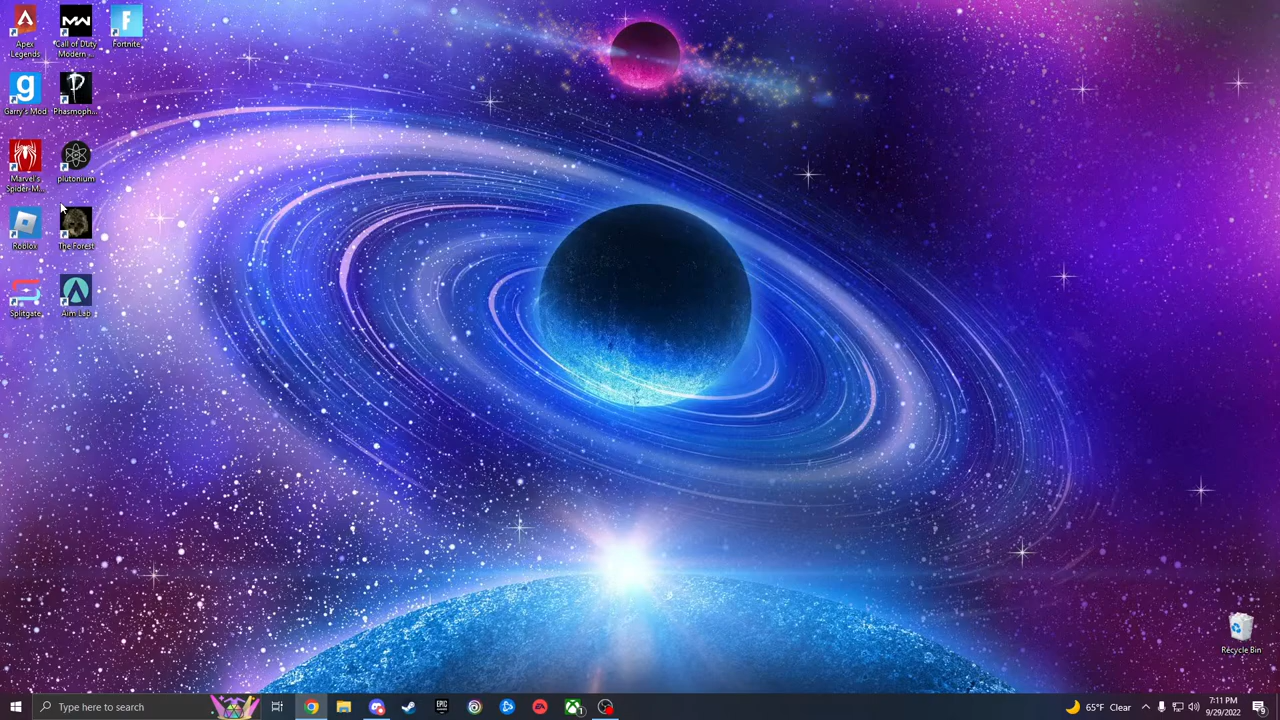 Apex
Legends
Call of Duty
Modern ...
Fortnite
Garry's Mod
Phasmoph...
Marvel's
Spider-M...
plutonium
Roblox
The Forest
Splitgate
Aim Lab
Recycle Bin
Type here to search
EPIC
65°F Clear
7:11 PM
9/29/2022